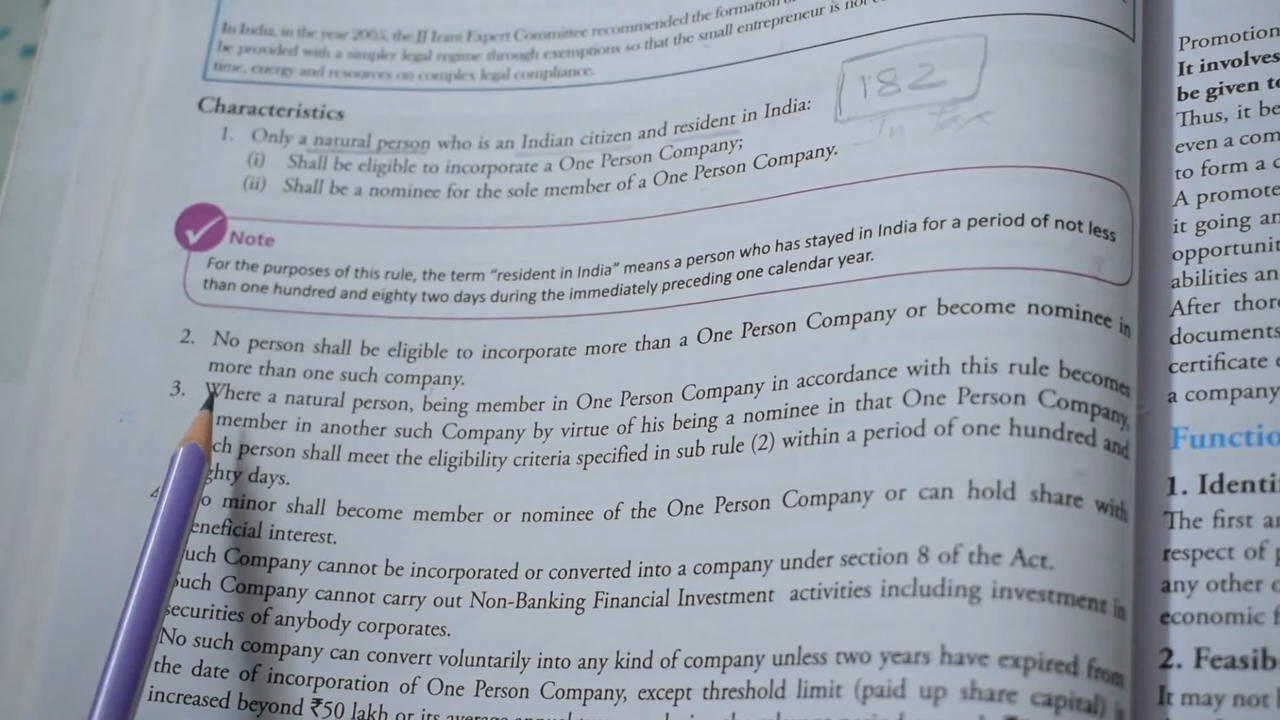 In India, in the year 2005, the JJ Irani Expert Committee recommended the formation
be provided with a simpler legal regime through exemptions so that the small entrepreneur is not
time, energy and resources on complex legal compliance.
182
In Tax
Characteristics
1. Only a natural person who is an Indian citizen and resident in India:
(i) Shall be eligible to incorporate a One Person Company;
(ii) Shall be a nominee for the sole member of a One Person Company.
Note
For the purposes of this rule, the term “resident in India” means a person who has stayed in India for a period of not less
than one hundred and eighty two days during the immediately preceding one calendar year.
2. No person shall be eligible to incorporate more than a One Person Company or become nominee in
more than one such company.
3. Where a natural person, being member in One Person Company in accordance with this rule becomes
member in another such Company by virtue of his being a nominee in that One Person Company,
ch person shall meet the eligibility criteria specified in sub rule (2) within a period of one hundred and
ghty days.
4
o minor shall become member or nominee of the One Person Company or can hold share with
eneficial interest.
uch Company cannot be incorporated or converted into a company under section 8 of the Act.
Such Company cannot carry out Non-Banking Financial Investment activities including investment in
securities of anybody corporates.
No such company can convert voluntarily into any kind of company unless two years have expired from
the date of incorporation of One Person Company, except threshold limit (paid up share capital) is
increased beyond ₹50 lakh or its average annual
Promotion
It involves
be given to
Thus, it be
even a com
to form a c
A promote
it going an
opportunit
abilities an
After thor
documents
certificate
a company
Functio
1. Identi
The first a
respect of
any other
economic
2. Feasib
It may not